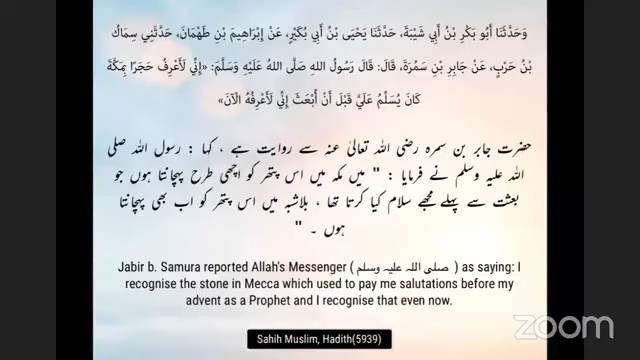 وَحَدَّثَنَا أَبُو بَكْرِ بْنُ أَبِي شَيْبَةَ، حَدَّثَنَا يَحْيَى بْنُ أَبِي بُكَيْرٍ، عَنْ إِبْرَاهِيمَ بْنِ طَهْمَانَ، حَدَّثَنِي سِمَاكُ
بْنُ حَرْبٍ، عَنْ جَابِرِ بْنِ سَمُرَةَ، قَالَ: قَالَ رَسُولُ اللهِ صَلَّى اللهُ عَلَيْهِ وَسَلَّمَ: «إِنِّي لَأَعْرِفُ حَجَرًا بِمَكَّةَ
كَانَ يُسَلِّمُ عَلَيَّ قَبْلَ أَنْ أُبْعَثَ إِنِّي لَأَعْرِفُهُ الْآنَ»
حضرت جابر بن سمرہ رضی اللہ تعالیٰ عنہ سے روایت ہے ، کہا : رسول اللہ صلی
اللہ علیہ وسلم نے فرمایا : " میں مکہ میں اس پتھر کو اچھی طرح پہچانتا ہوں جو
بعثت سے پہلے مجھے سلام کیا کرتا تھا ، بلاشبہ میں اس پتھر کو اب بھی پہچانتا
ہوں ۔ "
Jabir b. Samura reported Allah's Messenger ( صلی اللہ علیہ وسلم ) as saying: I
recognise the stone in Mecca which used to pay me salutations before my
advent as a Prophet and I recognise that even now.
Sahih Muslim, Hadith(5939)
zoom